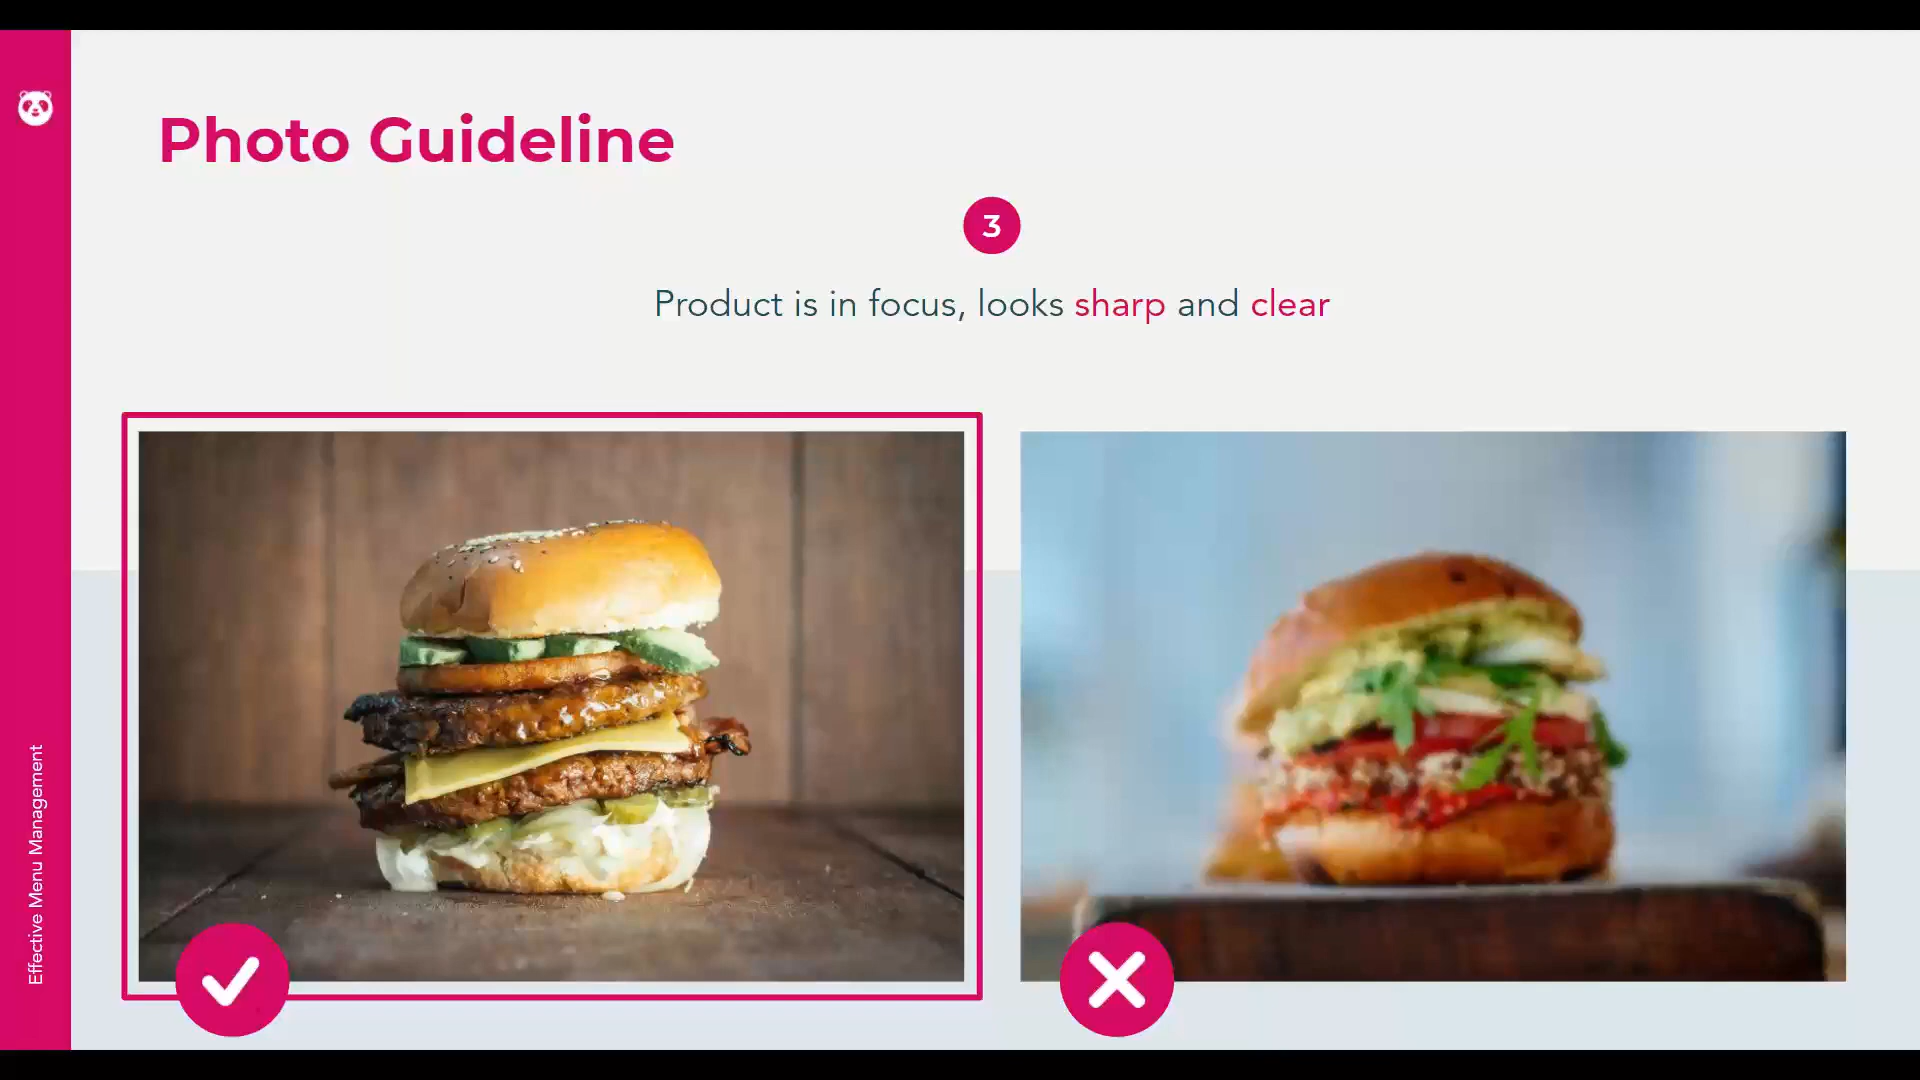 Photo Guideline
3
Product is in focus, looks sharp and clear
Effective Menu Management